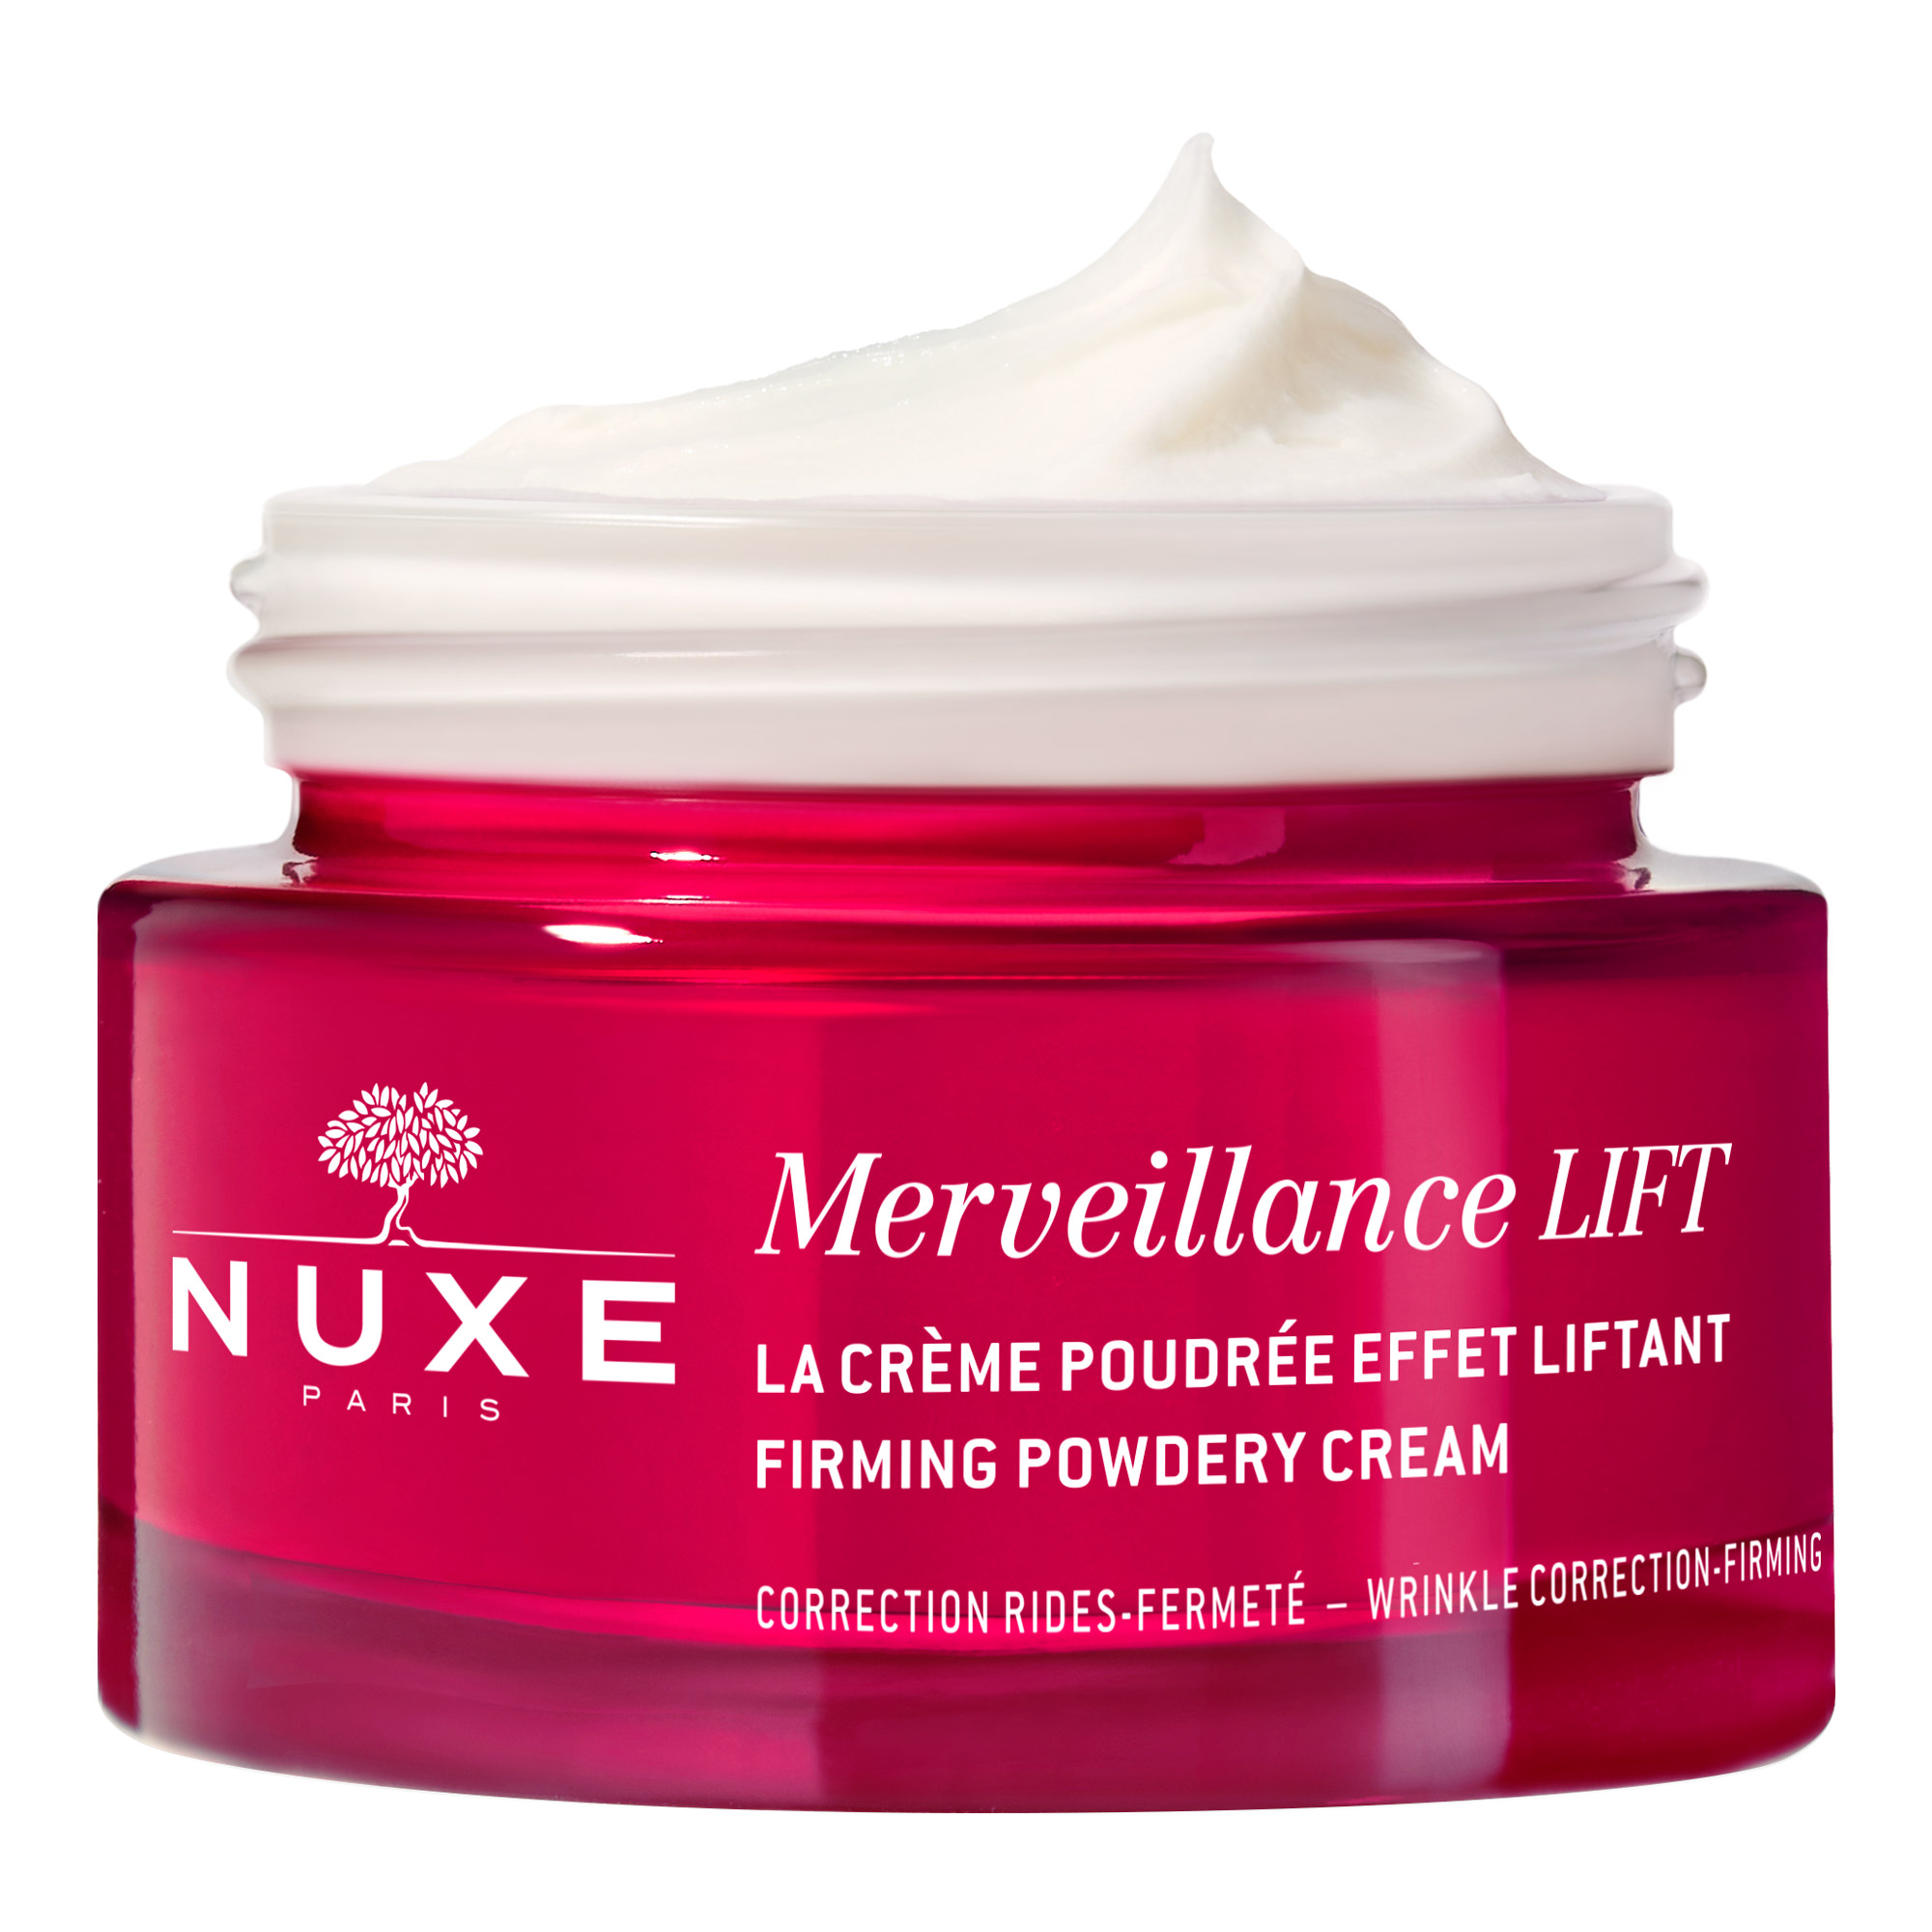 NUXE
PARIS
Merveillance LIFT
LA CRÈME POUDRÉE EFFET LIFTANT
FIRMING POWDERY CREAM
CORRECTION RIDES-FERMETÉ – WRINKLE CORRECTION-FIRMING